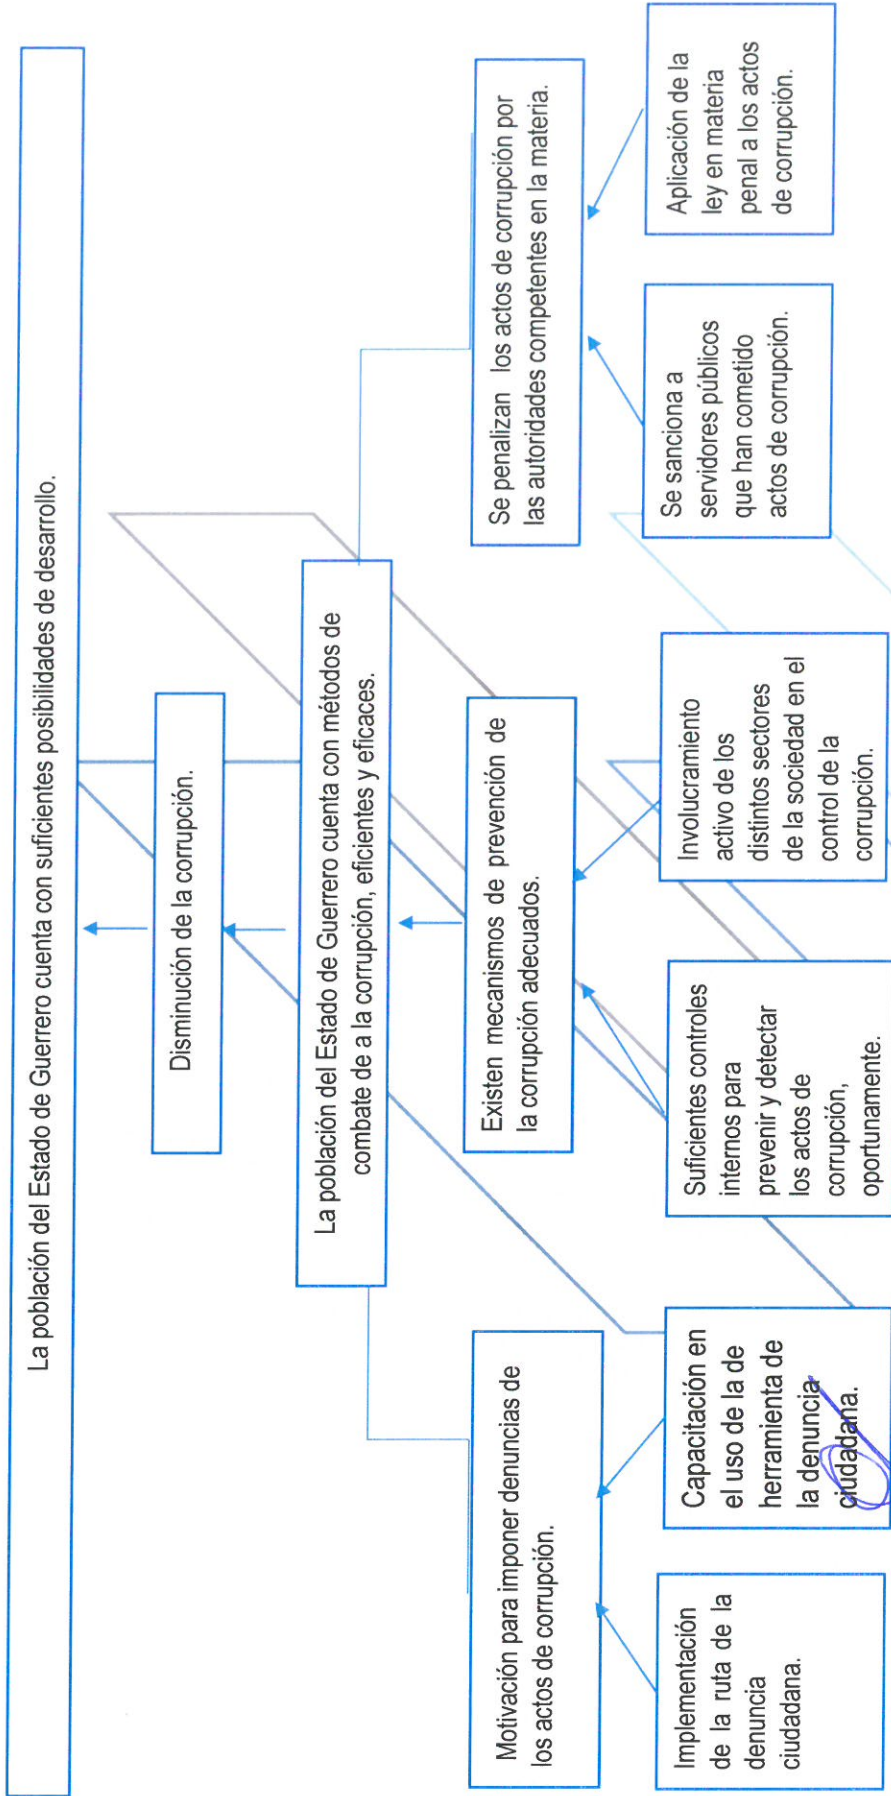 La población del Estado de Guerrero cuenta con suficientes posibilidades de desarrollo.
Disminución de la corrupción.
La población del Estado de Guerrero cuenta con métodos de
combate de a la corrupción, eficientes y eficaces.
Motivación para imponer denuncias de
los actos de corrupción.
Existen mecanismos de prevención de
la corrupción adecuados.
Se penalizan los actos de corrupción por
las autoridades competentes en la materia.
Implementación
de la ruta de la
denuncia
ciudadana.
Capacitación en
el uso de la de
herramienta de
la denuncia
ciudadana.
Suficientes controles
internos para
prevenir y detectar
los actos de
corrupción,
oportunamente.
Involucramiento
activo de los
distintos sectores
de la sociedad en el
control de la
corrupción.
Se sanciona a
servidores públicos
que han cometido
actos de corrupción.
Aplicación de la
ley en materia
penal a los actos
de corrupción.